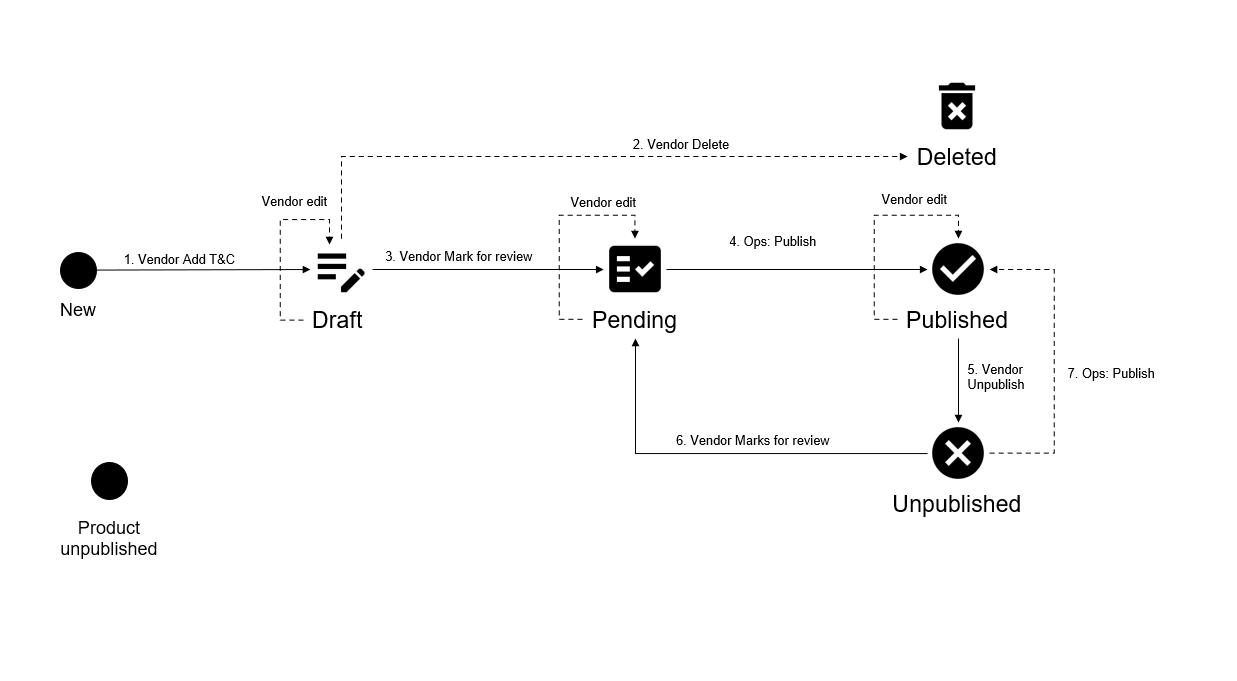 2. Vendor Delete
Deleted
Vendor edit
Vendor edit
Vendor edit
1. Vendor Add T&C
3. Vendor Mark for review
4. Ops: Publish
New
Draft
Pending
Published
5. Vendor
Unpublish
7. Ops: Publish
6. Vendor Marks for review
Unpublished
Product
unpublished